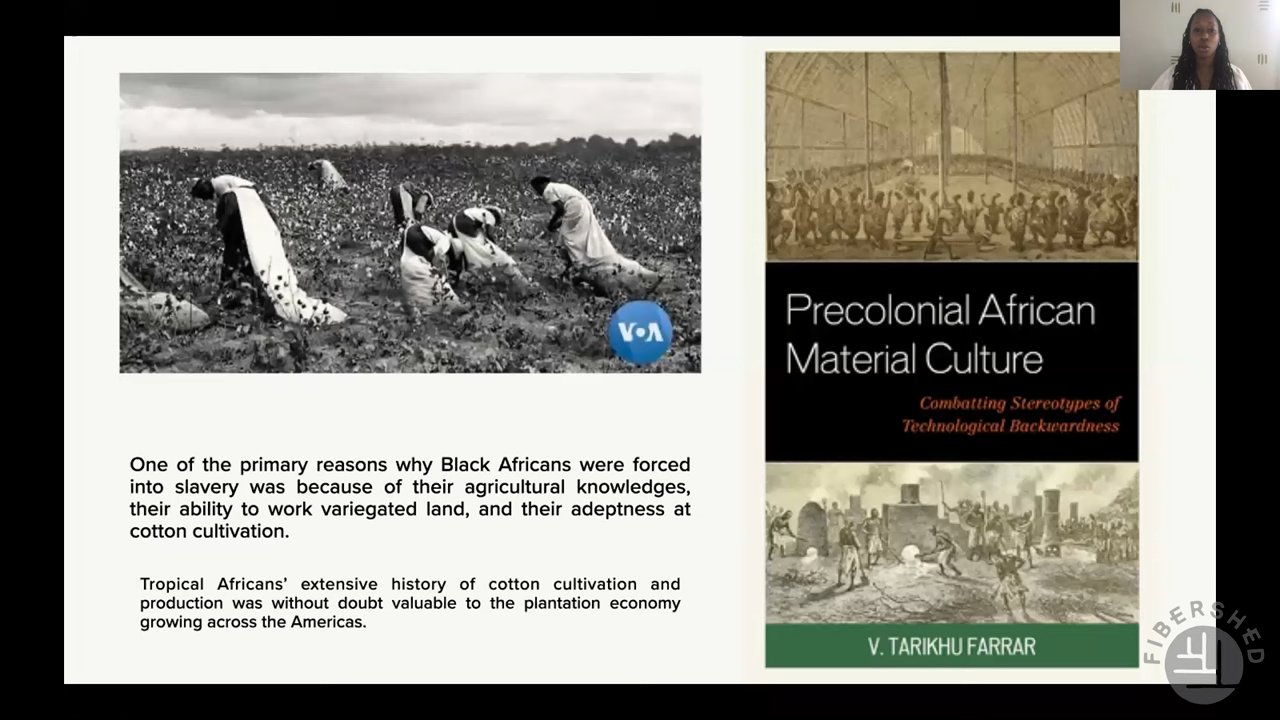 VOA
One of the primary reasons why Black Africans were forced
into slavery was because of their agricultural knowledges,
their ability to work variegated land, and their adeptness at
cotton cultivation.
Tropical Africans’ extensive history of cotton cultivation and
production was without doubt valuable to the plantation economy
growing across the Americas.
Precolonial African
Material Culture
Combatting Stereotypes of
Technological Backwardness
V. TARIKHU FARRAR
FIBERSHED